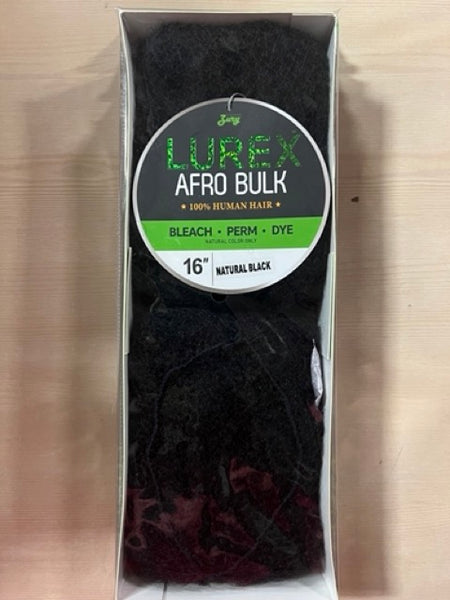 Zury
LUREX
AFRO BULK
★ 100% HUMAN HAIR ★
BLEACH • PERM • DYE
NATURAL COLOR ONLY
16" NATURAL BLACK